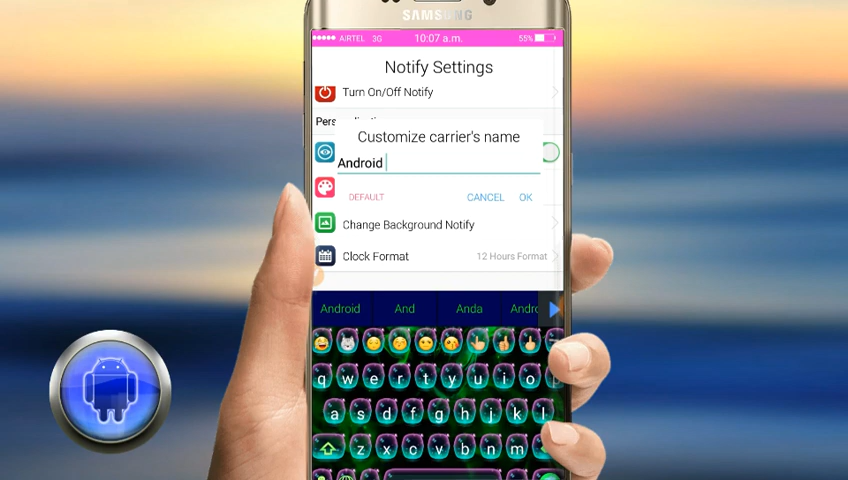 SAMSUNG
AIRTEL 3G 10:07 a.m. 55%
Notify Settings
Turn On/Off Notify
Customize carrier's name
Android
DEFAULT CANCEL OK
Change Background Notify
Clock Format 12 Hours Format
Android And Anda
q w e r t y u i o
a s d f g h j k l
z x c v b n m